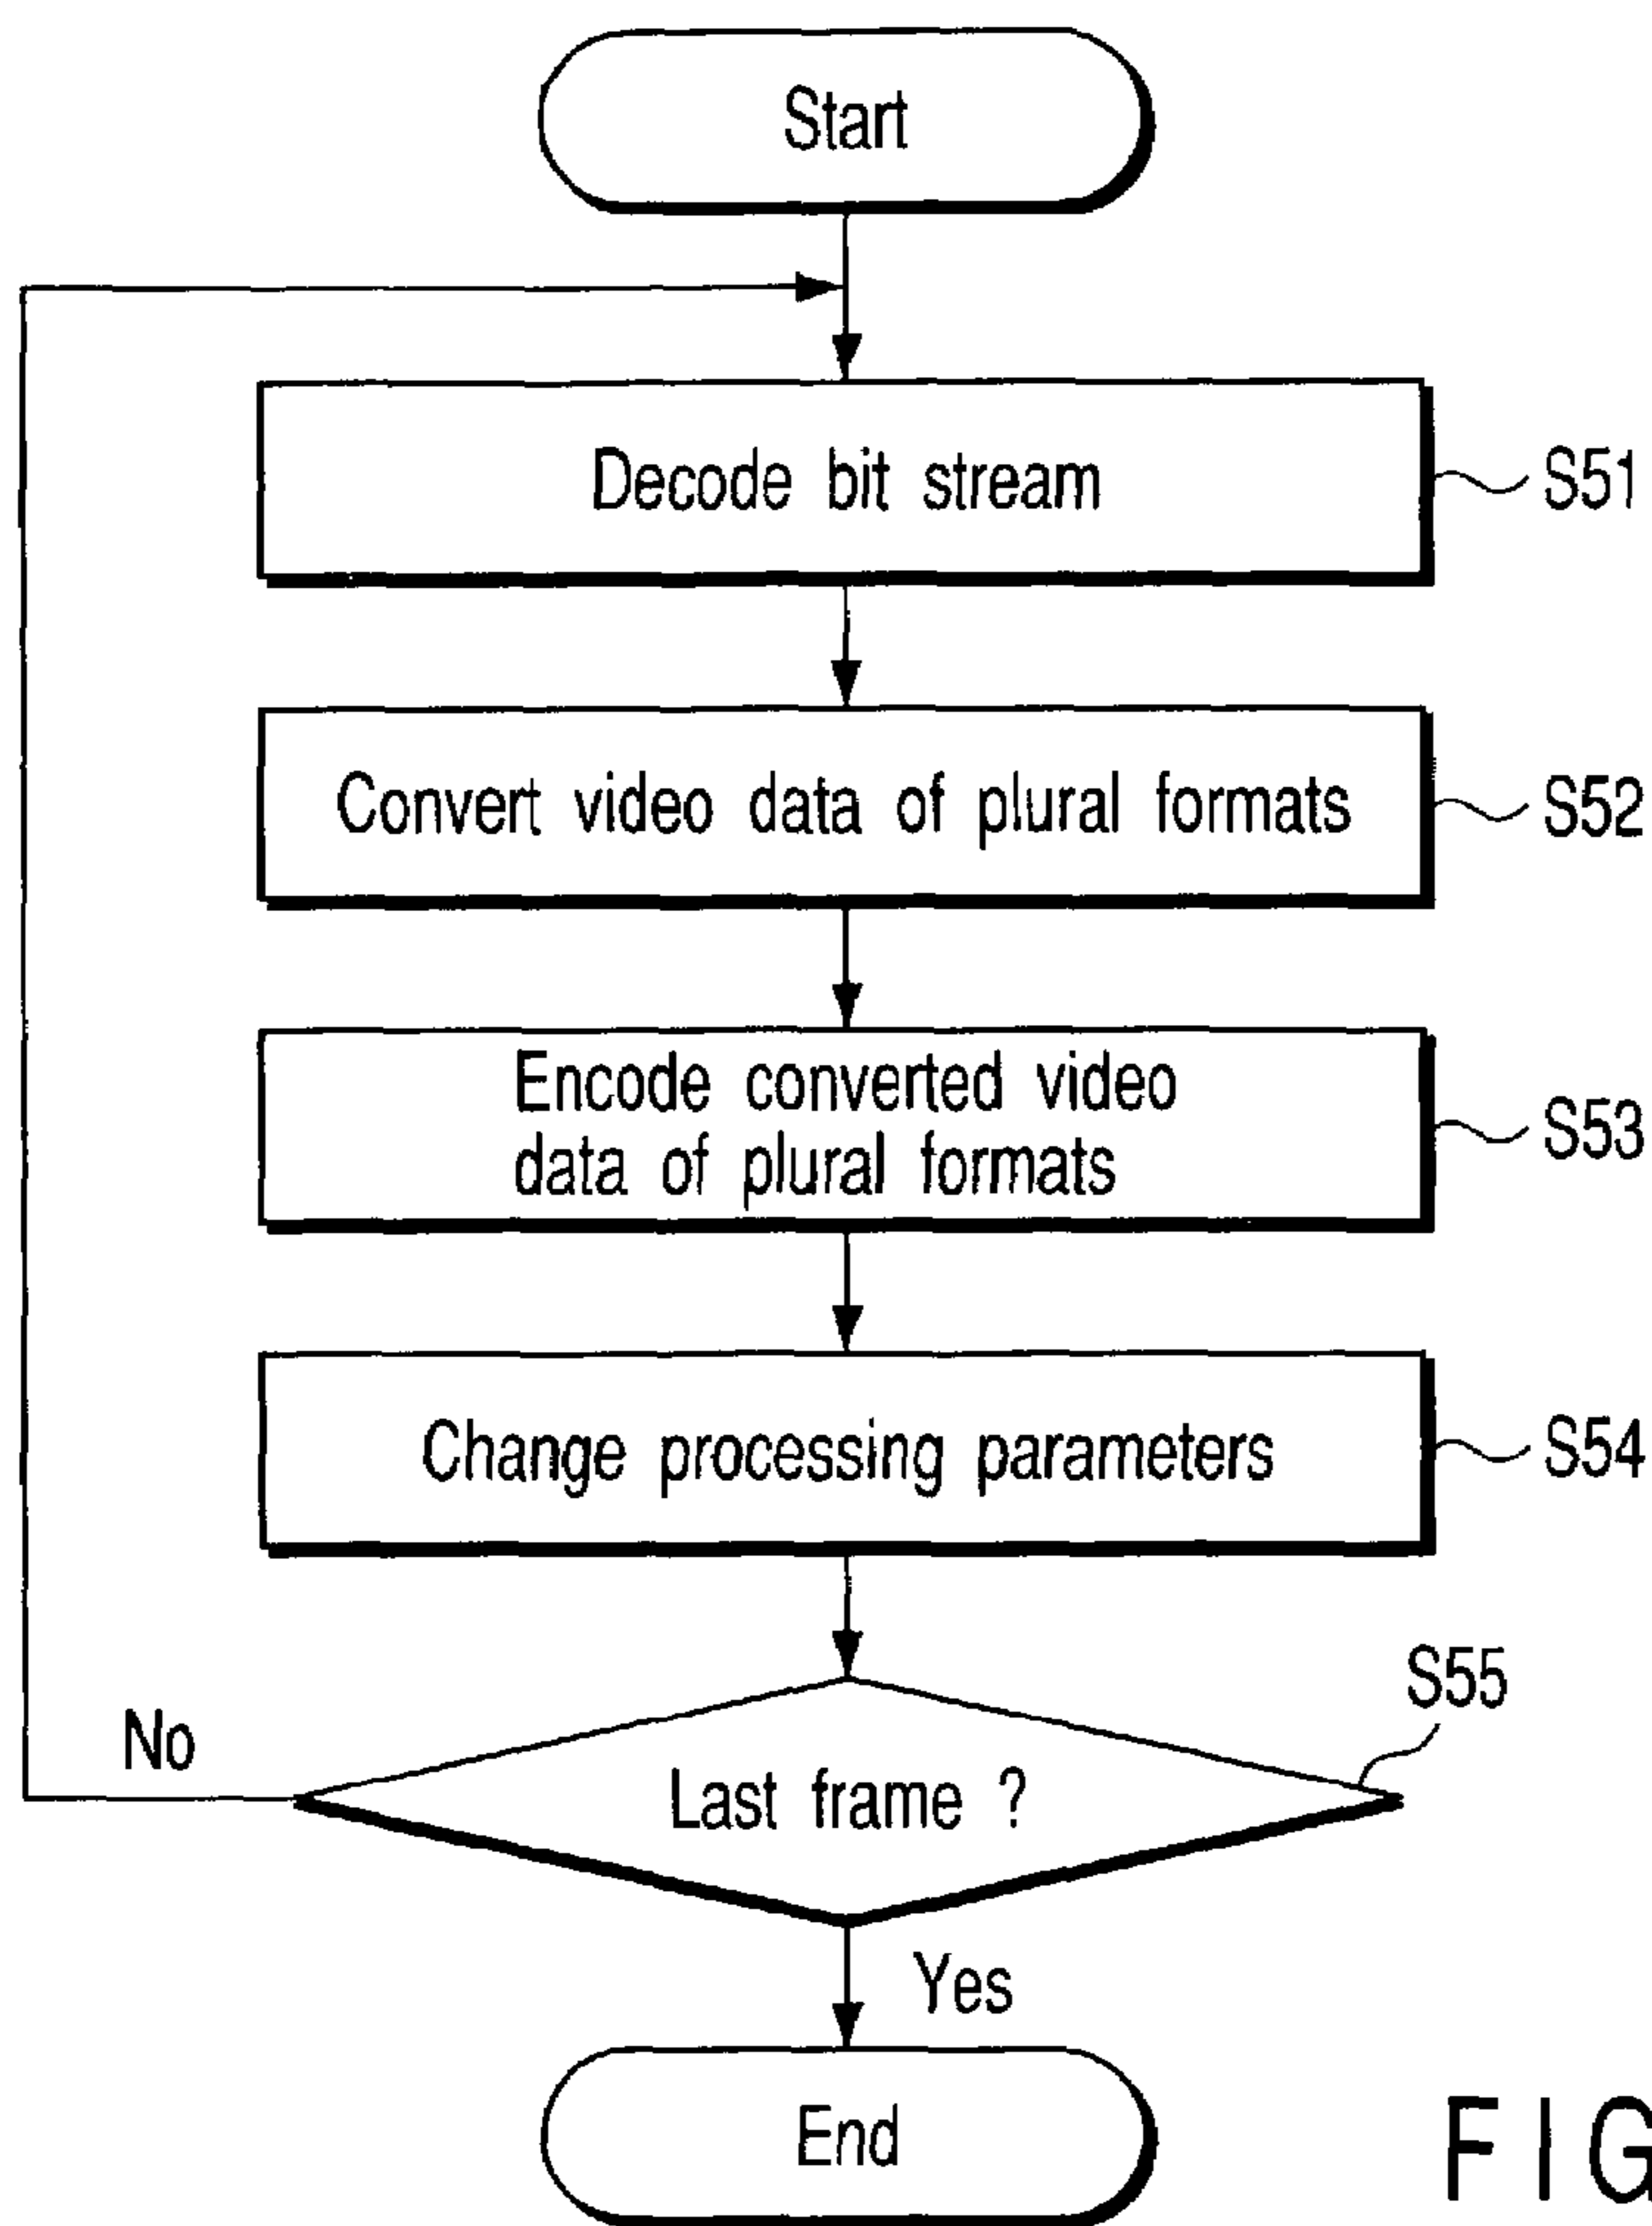 Start
Decode bit stream
S51
Convert video data of plural formats
S52
Encode converted video
data of plural formats
S53
Change processing parameters
S54
S55
No
Last frame ?
Yes
End
FIG